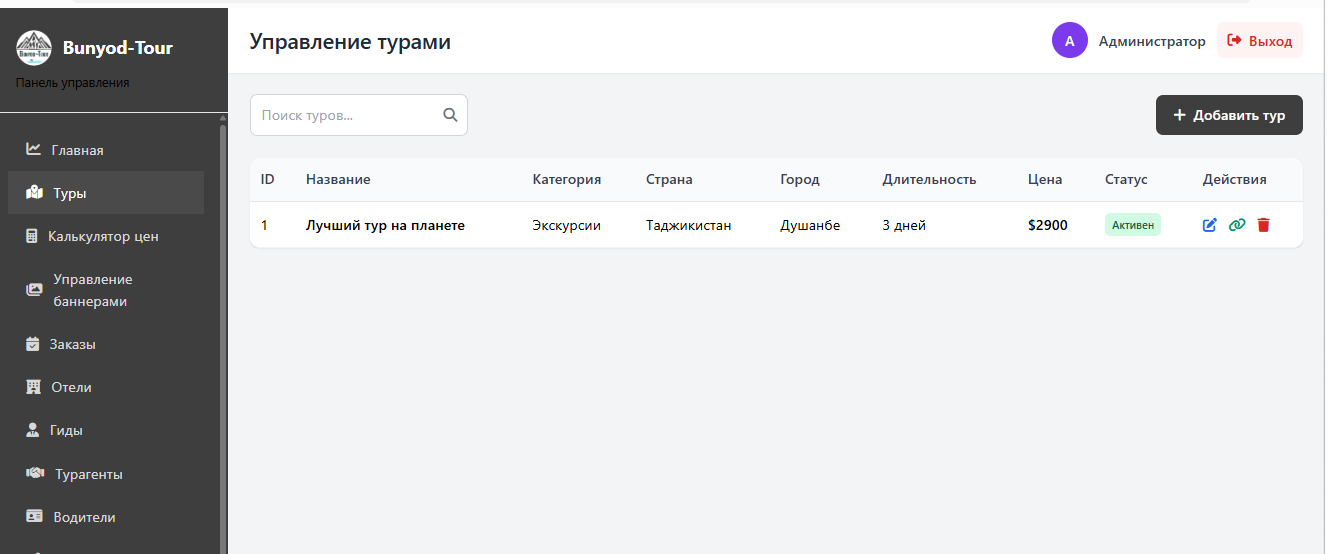 Bunyod-Tour
Панель управления
Главная
Туры
Калькулятор цен
Управление
баннерами
Заказы
Отели
Гиды
Турагенты
Водители
Управление турами
A Администратор Выход
Поиск туров...
+ Добавить тур
ID Название Категория Страна Город Длительность Цена Статус Действия
1 Лучший тур на планете Экскурсии Таджикистан Душанбе 3 дней $2900 Активен